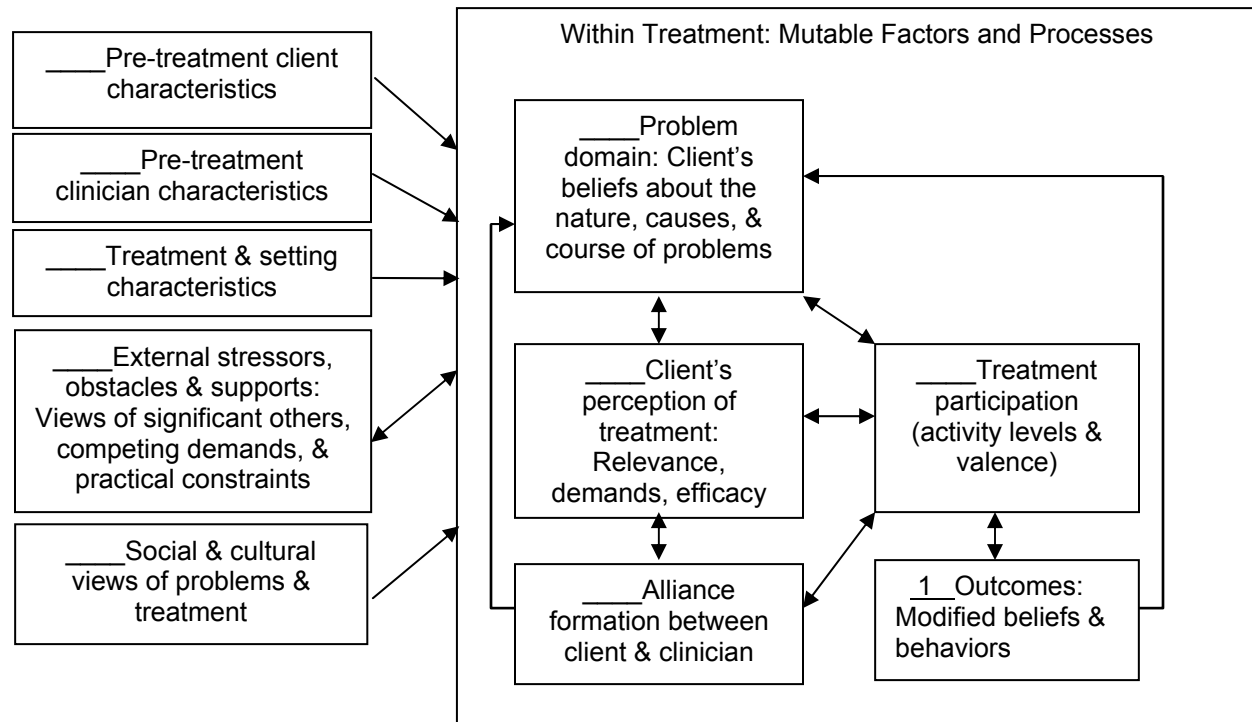 Within Treatment: Mutable Factors and Processes
____Pre-treatment client
characteristics
____Pre-treatment
clinician characteristics
____Treatment & setting
characteristics
____External stressors,
obstacles & supports:
Views of significant others,
competing demands, &
practical constraints
____Social & cultural
views of problems &
treatment
____Problem
domain: Client’s
beliefs about the
nature, causes, &
course of problems
____Client’s
perception of
treatment:
Relevance,
demands, efficacy
____Alliance
formation between
client & clinician
____Treatment
participation
(activity levels &
valence)
_1__Outcomes:
Modified beliefs &
behaviors